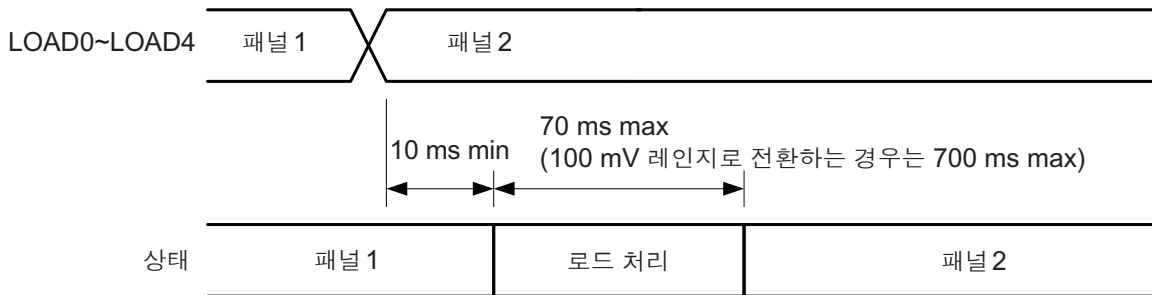 LOAD0~LOAD4 패널 1 패널 2
70 ms max
10 ms min (100 mV 레인지로 전환하는 경우는 700 ms max)
상태 패널 1 로드 처리 패널 2